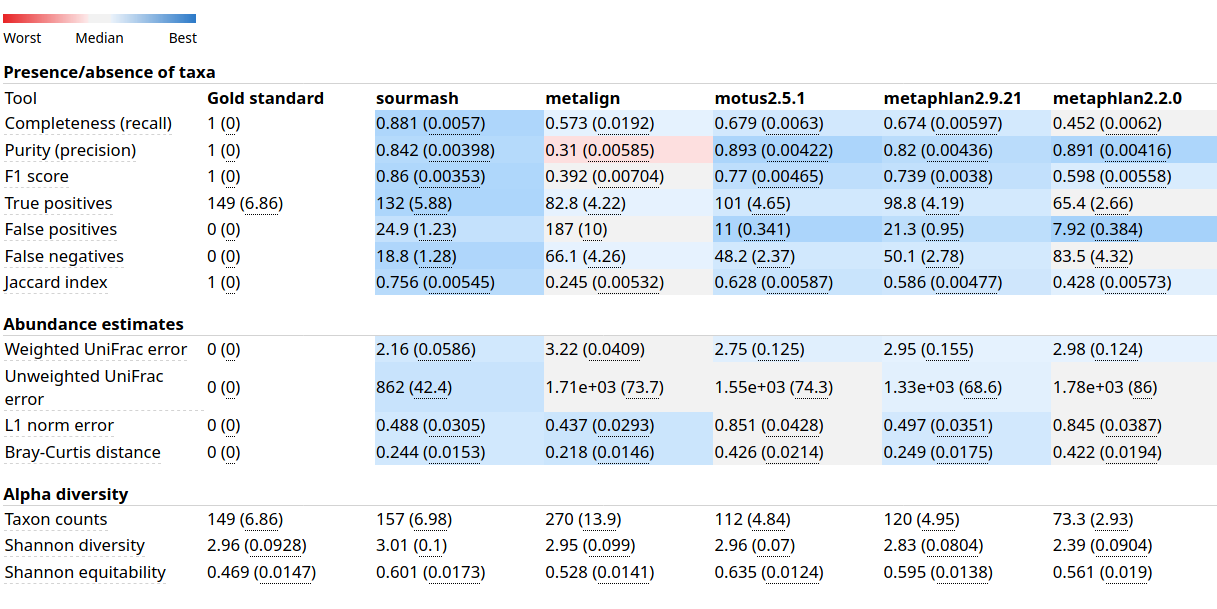 Worst Median Best
Presence/absence of taxa
Tool Gold standard sourmash metalign motus2.5.1 metaphlan2.9.21 metaphlan2.2.0
Completeness (recall) 1 (0) 0.881 (0.0057) 0.573 (0.0192) 0.679 (0.0063) 0.674 (0.00597) 0.452 (0.0062)
Purity (precision) 1 (0) 0.842 (0.00398) 0.31 (0.00585) 0.893 (0.00422) 0.82 (0.00436) 0.891 (0.00416)
F1 score 1 (0) 0.86 (0.00353) 0.392 (0.00704) 0.77 (0.00465) 0.739 (0.0038) 0.598 (0.00558)
True positives 149 (6.86) 132 (5.88) 82.8 (4.22) 101 (4.65) 98.8 (4.19) 65.4 (2.66)
False positives 0 (0) 24.9 (1.23) 187 (10) 11 (0.341) 21.3 (0.95) 7.92 (0.384)
False negatives 0 (0) 18.8 (1.28) 66.1 (4.26) 48.2 (2.37) 50.1 (2.78) 83.5 (4.32)
Jaccard index 1 (0) 0.756 (0.00545) 0.245 (0.00532) 0.628 (0.00587) 0.586 (0.00477) 0.428 (0.00573)
Abundance estimates
Weighted UniFrac error 0 (0) 2.16 (0.0586) 3.22 (0.0409) 2.75 (0.125) 2.95 (0.155) 2.98 (0.124)
Unweighted UniFrac
error 0 (0) 862 (42.4) 1.71e+03 (73.7) 1.55e+03 (74.3) 1.33e+03 (68.6) 1.78e+03 (86)
L1 norm error 0 (0) 0.488 (0.0305) 0.437 (0.0293) 0.851 (0.0428) 0.497 (0.0351) 0.845 (0.0387)
Bray-Curtis distance 0 (0) 0.244 (0.0153) 0.218 (0.0146) 0.426 (0.0214) 0.249 (0.0175) 0.422 (0.0194)
Alpha diversity
Taxon counts 149 (6.86) 157 (6.98) 270 (13.9) 112 (4.84) 120 (4.95) 73.3 (2.93)
Shannon diversity 2.96 (0.0928) 3.01 (0.1) 2.95 (0.099) 2.96 (0.07) 2.83 (0.0804) 2.39 (0.0904)
Shannon equitability 0.469 (0.0147) 0.601 (0.0173) 0.528 (0.0141) 0.635 (0.0124) 0.595 (0.0138) 0.561 (0.019)